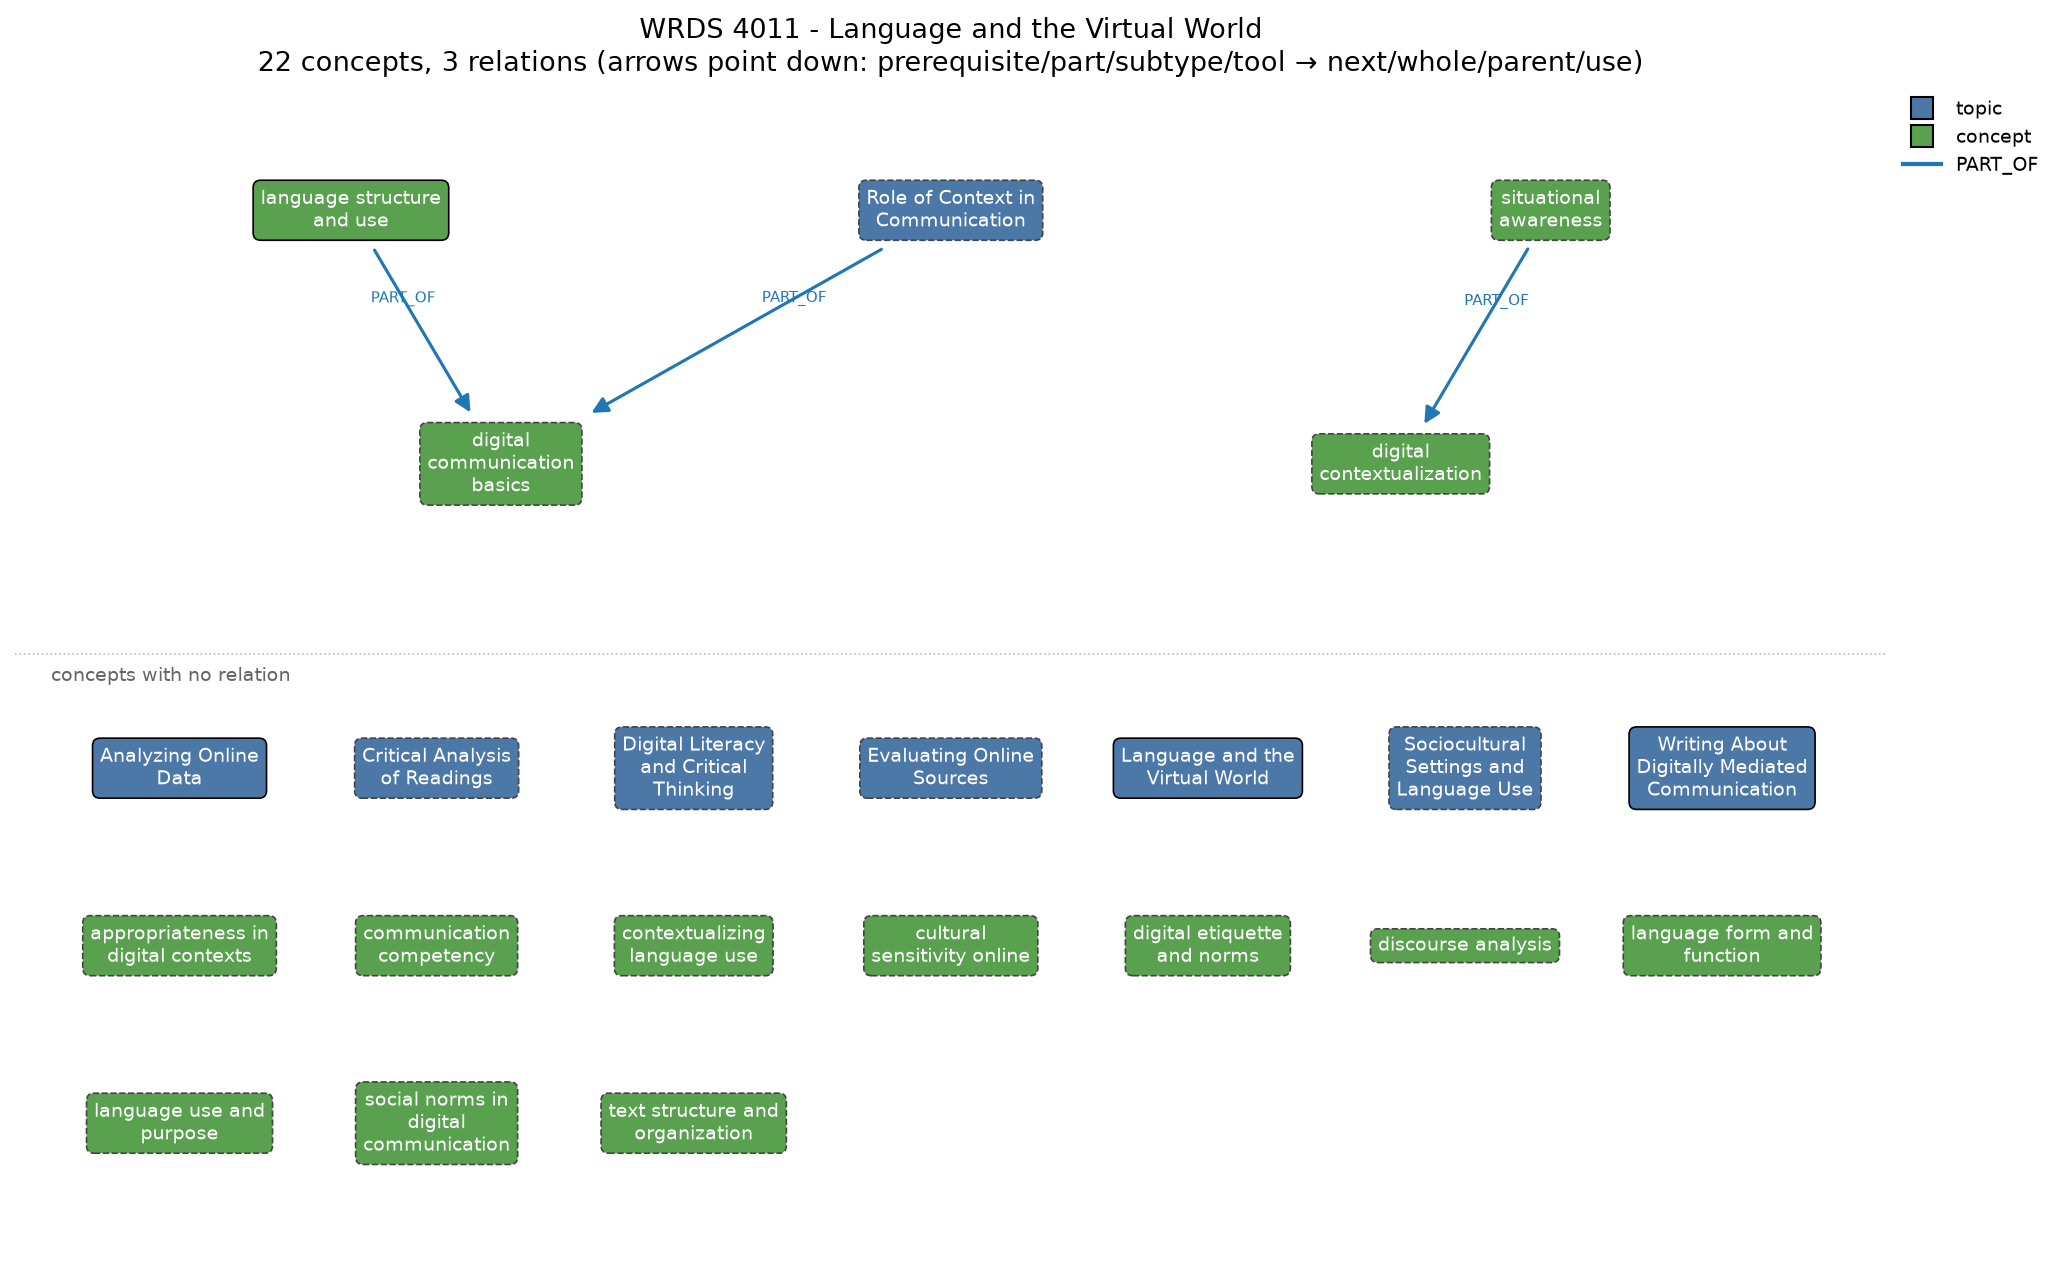 WRDS 4011 - Language and the Virtual World
22 concepts, 3 relations (arrows point down: prerequisite/part/subtype/tool → next/whole/parent/use)
topic
concept
PART_OF
language structure
and use
Role of Context in
Communication
situational
awareness
PART_OF
PART_OF
PART_OF
digital
communication
basics
digital
contextualization
concepts with no relation
Analyzing Online
Data
Critical Analysis
of Readings
Digital Literacy
and Critical
Thinking
Evaluating Online
Sources
Language and the
Virtual World
Sociocultural
Settings and
Language Use
Writing About
Digitally Mediated
Communication
appropriateness in
digital contexts
communication
competency
contextualizing
language use
cultural
sensitivity online
digital etiquette
and norms
discourse analysis
language form and
function
language use and
purpose
social norms in
digital
communication
text structure and
organization